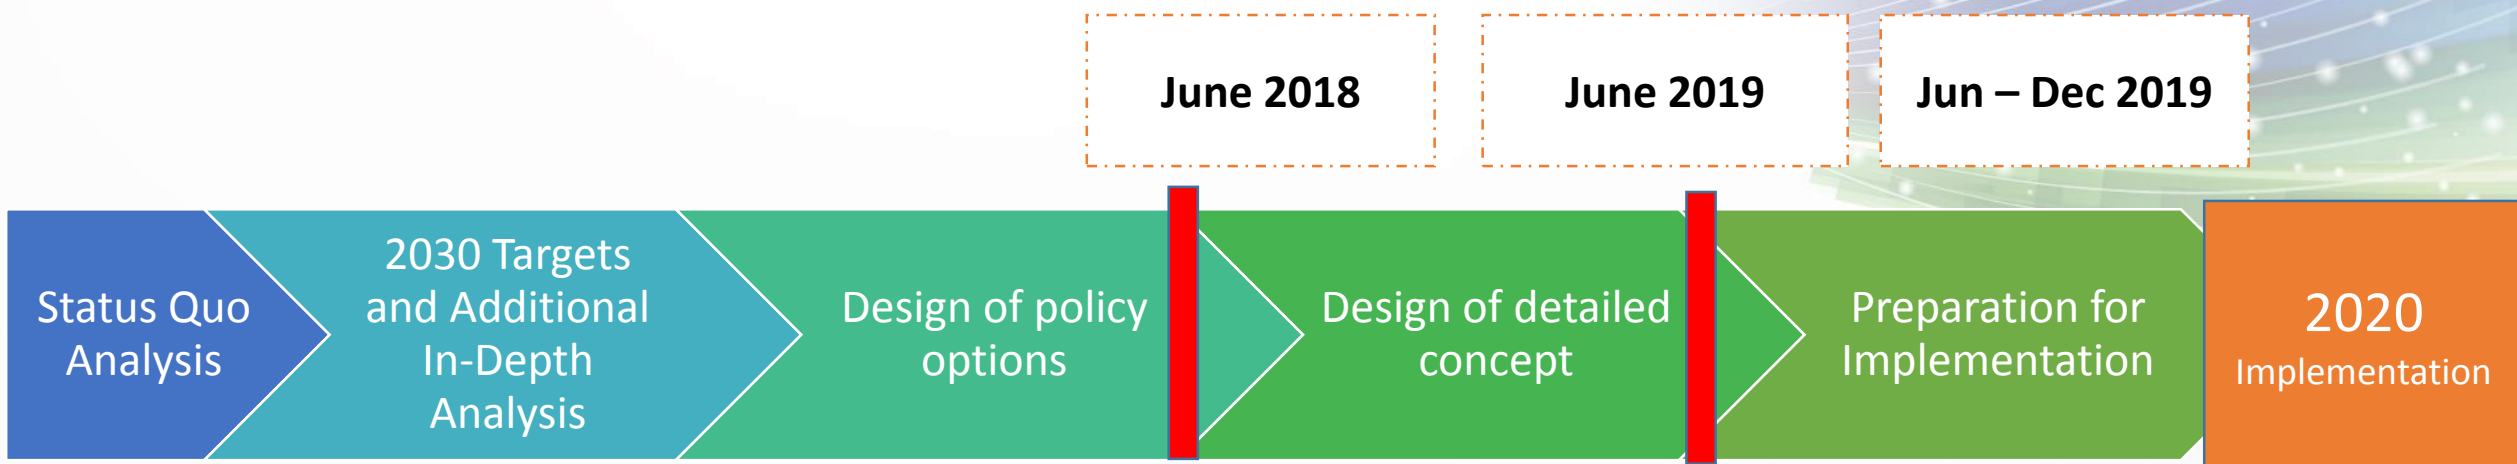 June 2018
June 2019
Jun – Dec 2019
Status Quo
Analysis
2030 Targets
and Additional
In-Depth
Analysis
Design of policy
options
Design of detailed
concept
Preparation for
Implementation
2020
Implementation